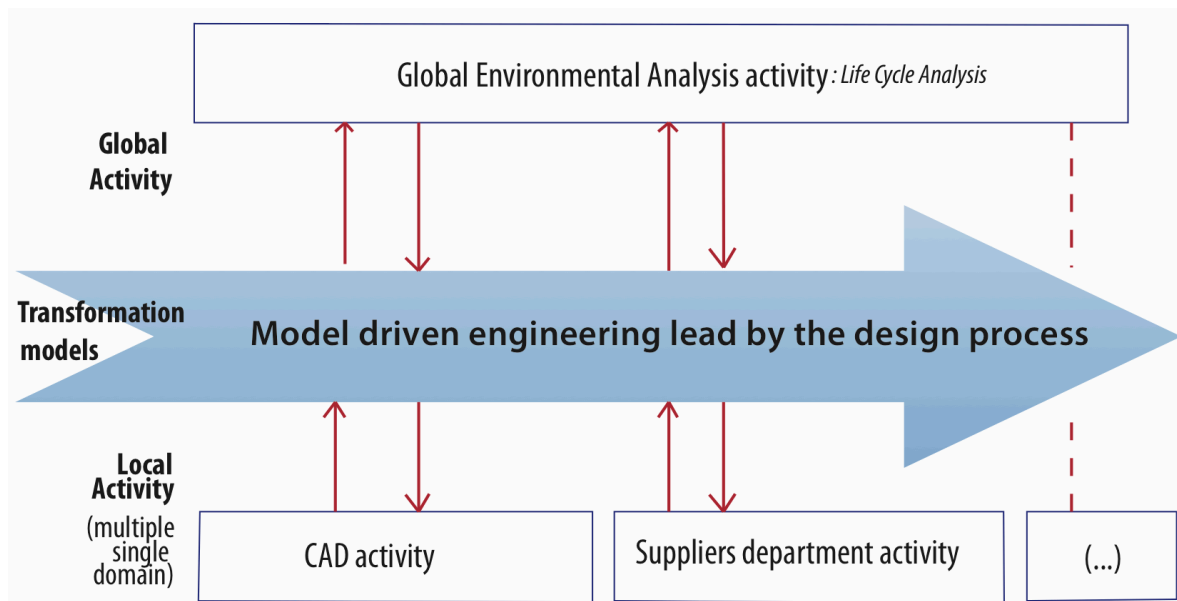 Global Environmental Analysis activity : Life Cycle Analysis
Global
Activity
Transformation
models
Model driven engineering lead by the design process
Local
Activity
(multiple
single
domain)
CAD activity
Suppliers department activity
(...)